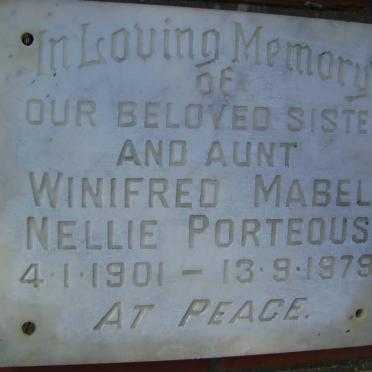 In Loving Memory
OF
OUR BELOVED SISTE
AND AUNT
WINIFRED MABEL
NELLIE PORTEOUS
4·1·1901 – 13·9·1979
AT PEACE.